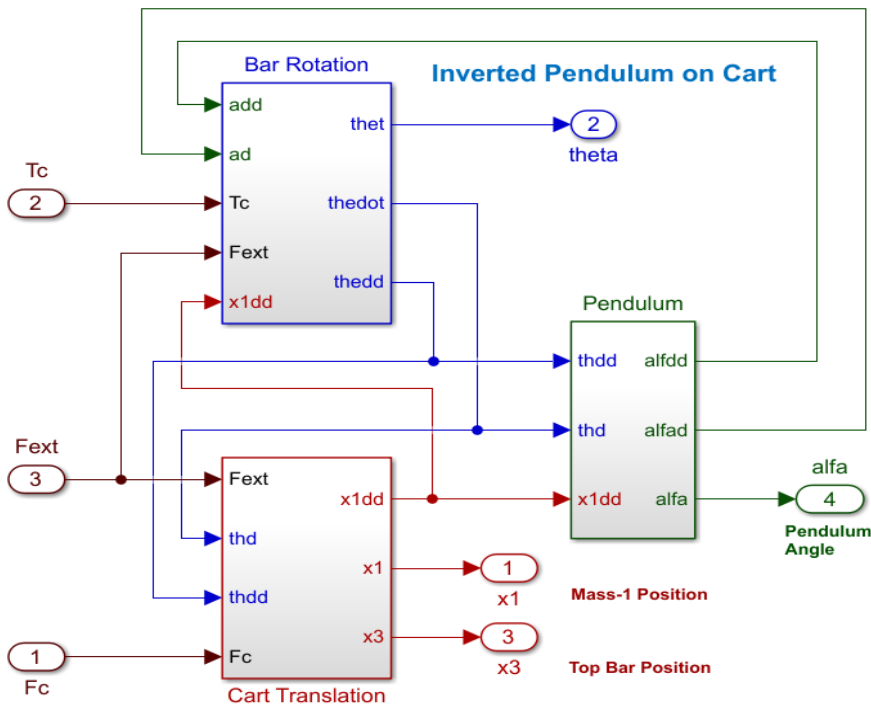 Inverted Pendulum on Cart
Bar Rotation
add
ad
Tc
Fext
x1dd
thet
thedot
thedd
2
theta
Tc
2
Pendulum
thdd
thd
x1dd
alfdd
alfad
alfa
alfa
4
Pendulum
Angle
Fext
3
Fext
thd
thdd
Fc
x1dd
x1
x3
Cart Translation
1
x1
Mass-1 Position
3
x3
Top Bar Position
1
Fc